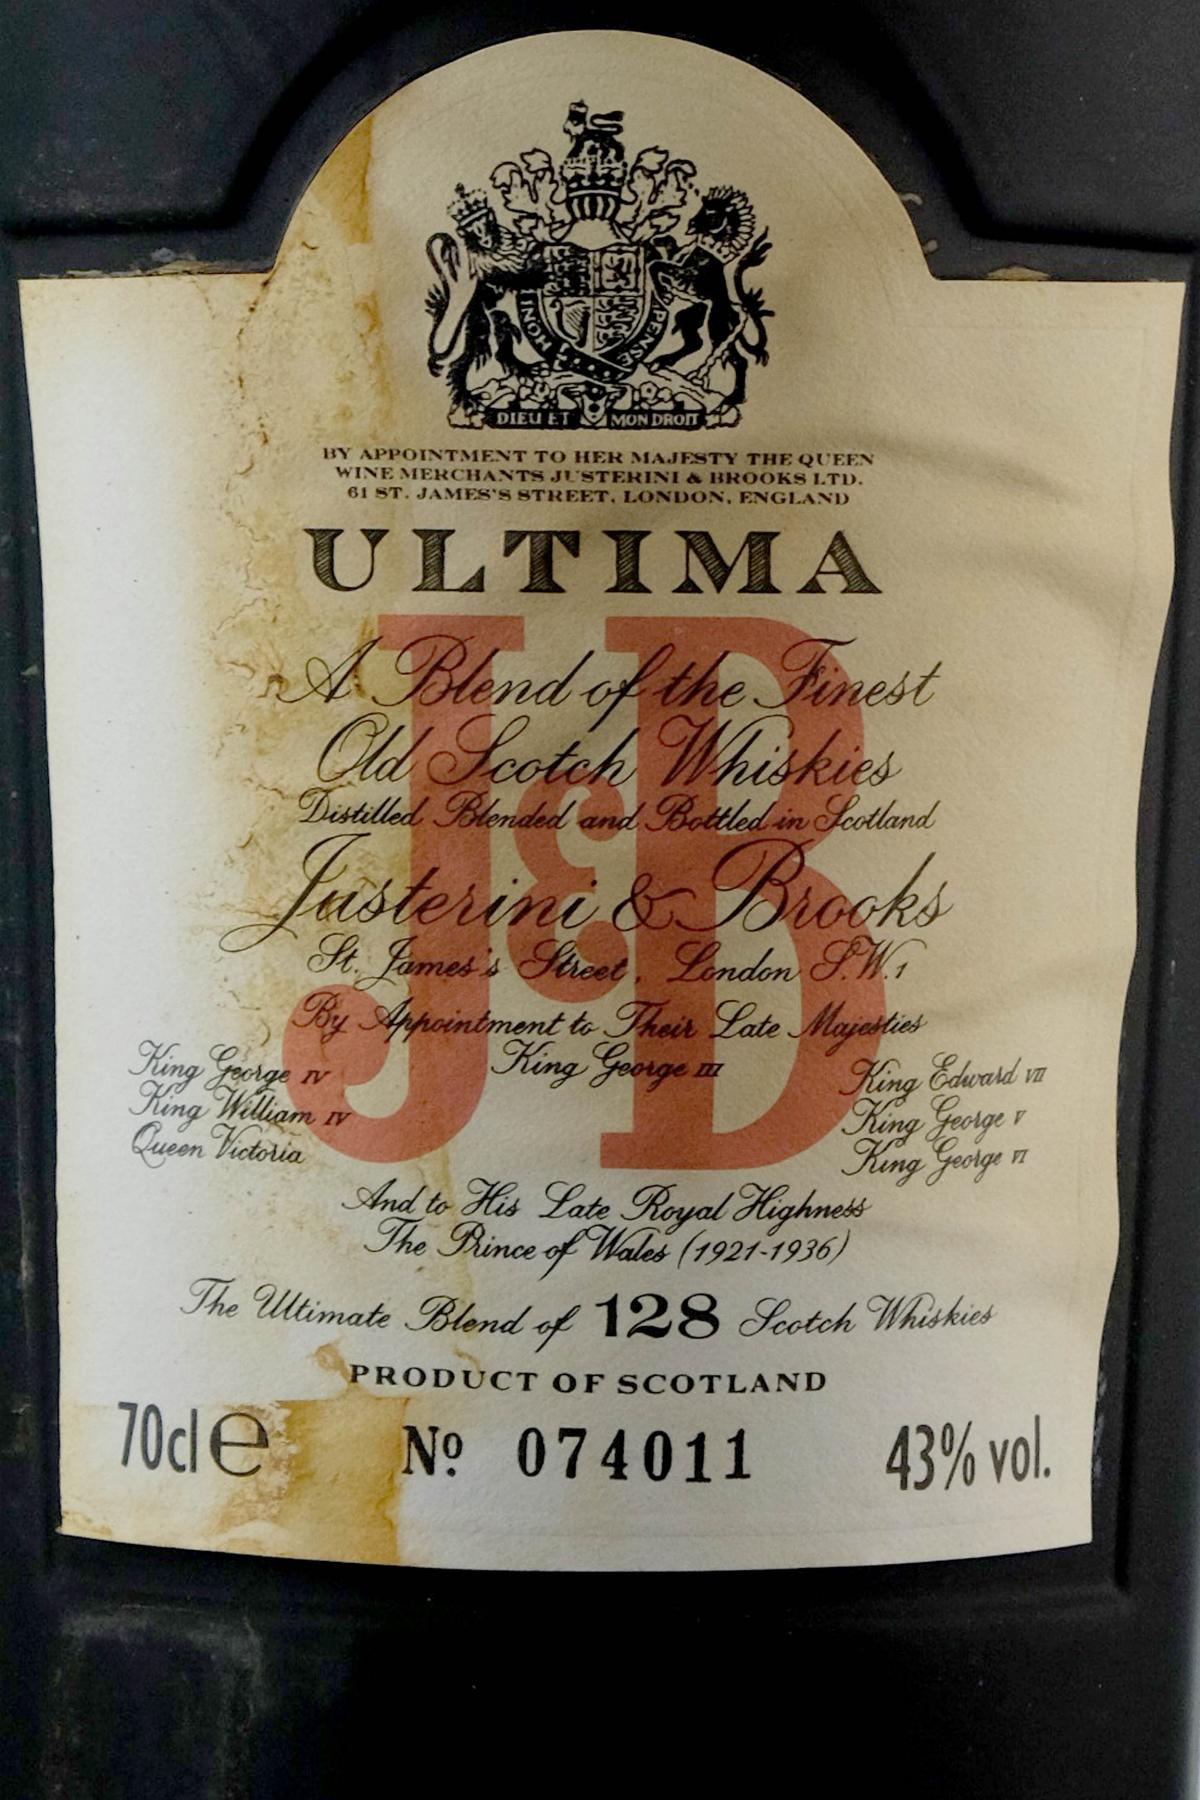 HONI
PENSE
DIEU ET MON DROIT
BY APPOINTMENT TO HER MAJESTY THE QUEEN
WINE MERCHANTS JUSTERINI & BROOKS LTD.
61 ST. JAMES'S STREET, LONDON, ENGLAND
ULTIMA
J&B
A Blend of the Finest
Old Scotch Whiskies
Distilled Blended and Bottled in Scotland
Justerini & Brooks
St. James's Street, London S.W.1
By Appointment to Their Late Majesties
King George III
King George IV
King William IV
Queen Victoria
King Edward VII
King George V
King George VI
And to His Late Royal Highness
The Prince of Wales (1921-1936)
The Ultimate Blend of 128 Scotch Whiskies
PRODUCT OF SCOTLAND
70cl e Nº 074011 43% vol.